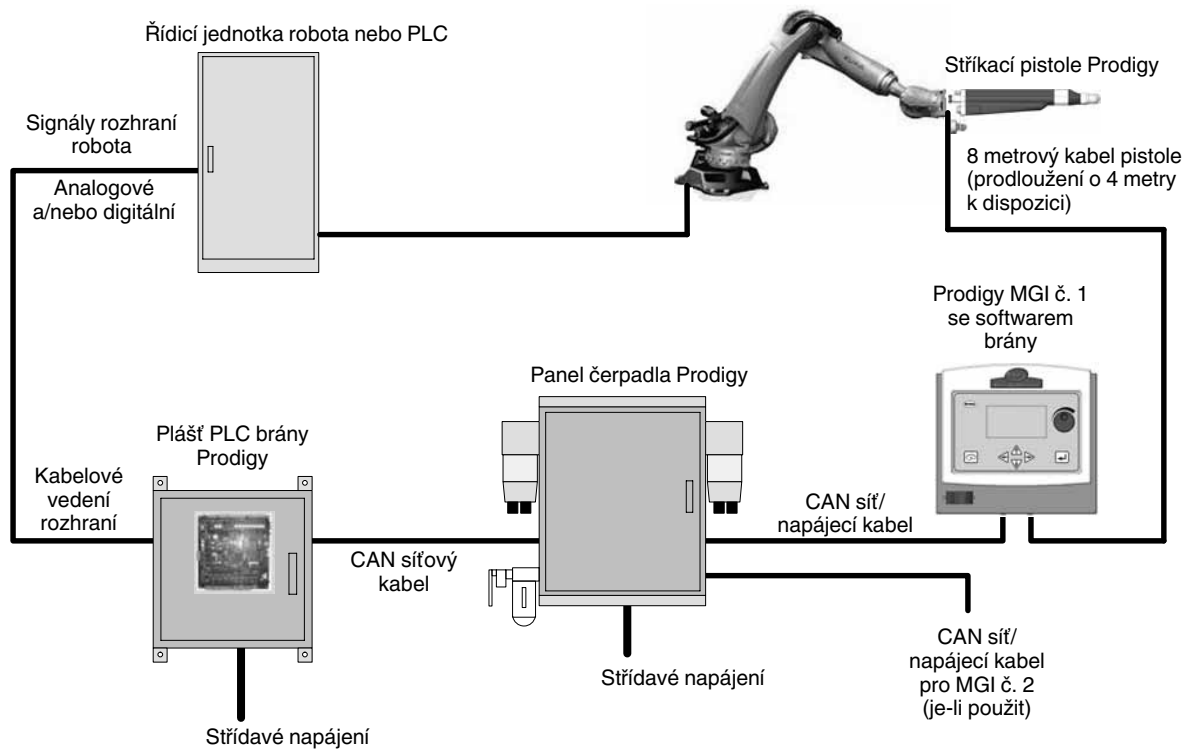 Řídicí jednotka robota nebo PLC
Stříkací pistole Prodigy
Signály rozhraní
robota
Analogové
a/nebo digitální
8 metrový kabel pistole
(prodloužení o 4 metry
k dispozici)
Prodigy MGI č. 1
se softwarem
brány
Panel čerpadla Prodigy
Plášť PLC brány
Prodigy
Kabelové
vedení
rozhraní
CAN síťový
kabel
CAN síť/
napájecí kabel
CAN síť/
napájecí kabel
pro MGI č. 2
(je-li použit)
Střídavé napájení
Střídavé napájení